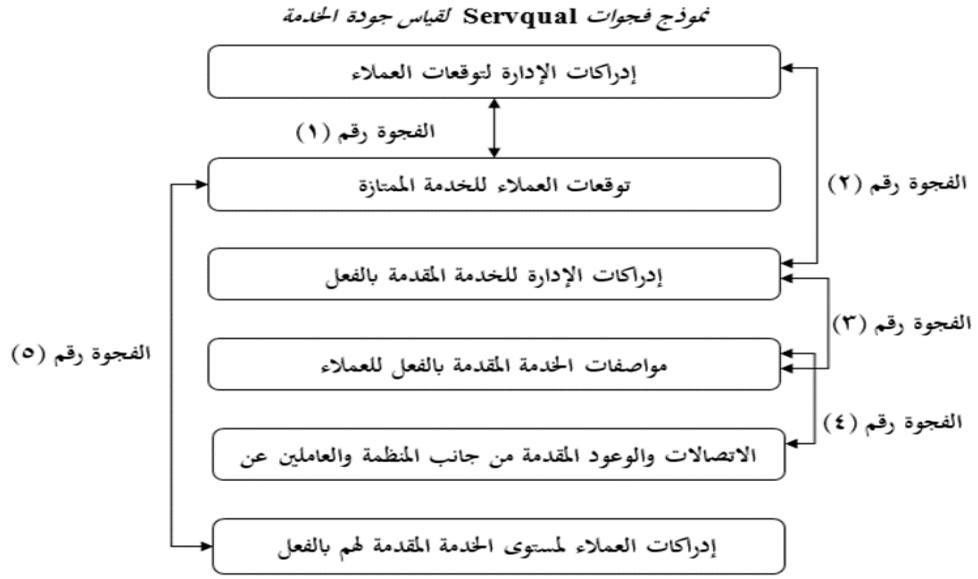 نموذج فجوات Servqual لقياس جودة الخدمة
إدراكات الإدارة لتوقعات العملاء
الفجوة رقم (١)
توقعات العملاء للخدمة الممتازة
الفجوة رقم (٢)
إدراكات الإدارة للخدمة المقدمة بالفعل
الفجوة رقم (٣)
الفجوة رقم (٥)
مواصفات الخدمة المقدمة بالفعل للعملاء
الفجوة رقم (٤)
الاتصالات والوعود المقدمة من جانب المنظمة والعاملين عن
إدراكات العملاء لمستوى الخدمة المقدمة لهم بالفعل